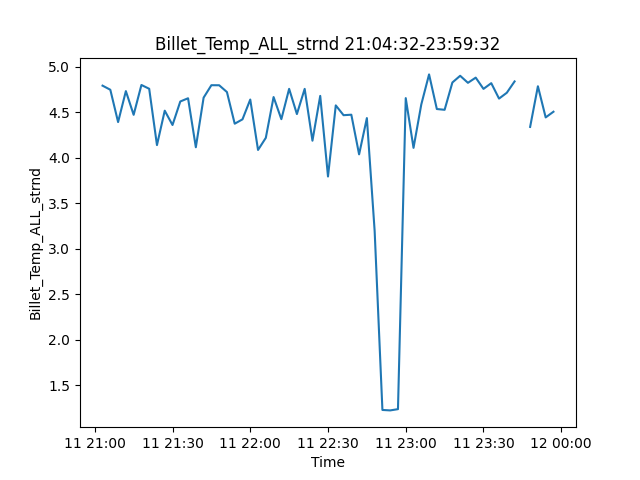 Billet_Temp_ALL_strnd 21:04:32-23:59:32
5.0
4.5
4.0
3.5
3.0
2.5
2.0
1.5
Billet_Temp_ALL_strnd
11 21:00 11 21:30 11 22:00 11 22:30 11 23:00 11 23:30 12 00:00
Time